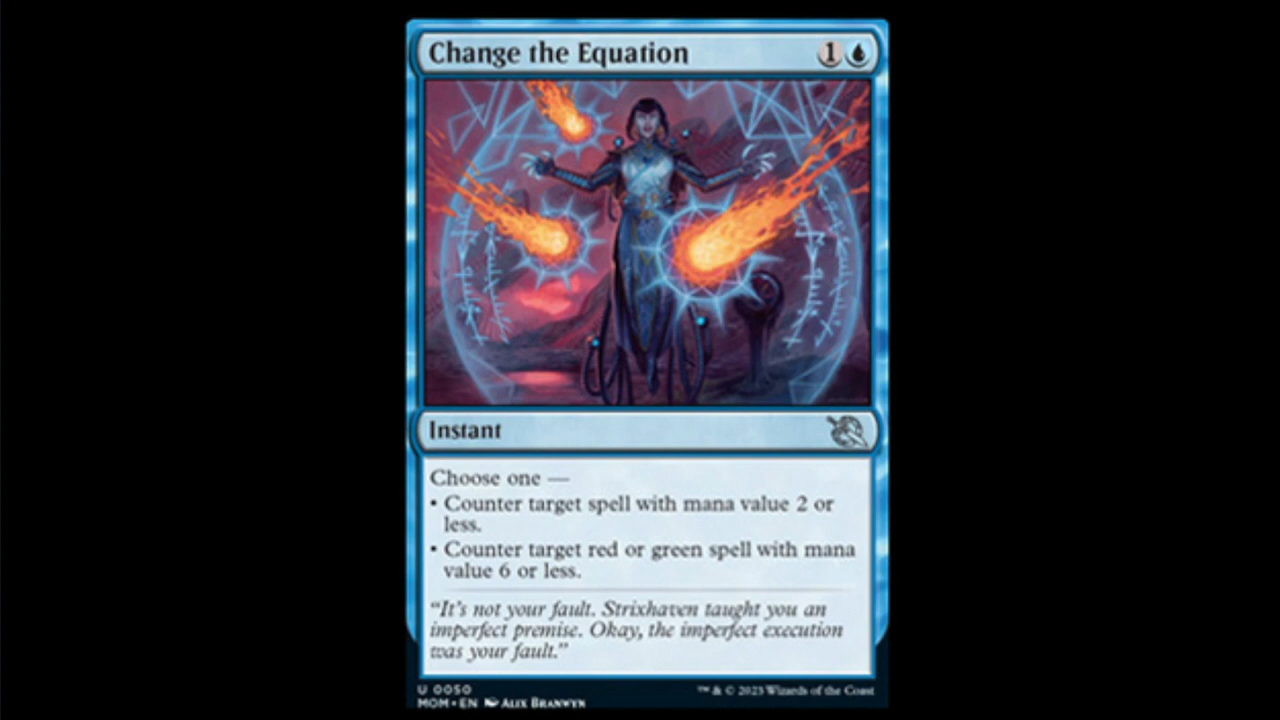 Change the Equation 1
Instant
Choose one —
• Counter target spell with mana value 2 or
less.
• Counter target red or green spell with mana
value 6 or less.
“It’s not your fault. Strixhaven taught you an
imperfect premise. Okay, the imperfect execution
was your fault.”
U 0050
™ & © 2023 Wizards of the Coast
MOM • EN Alix Branwyn